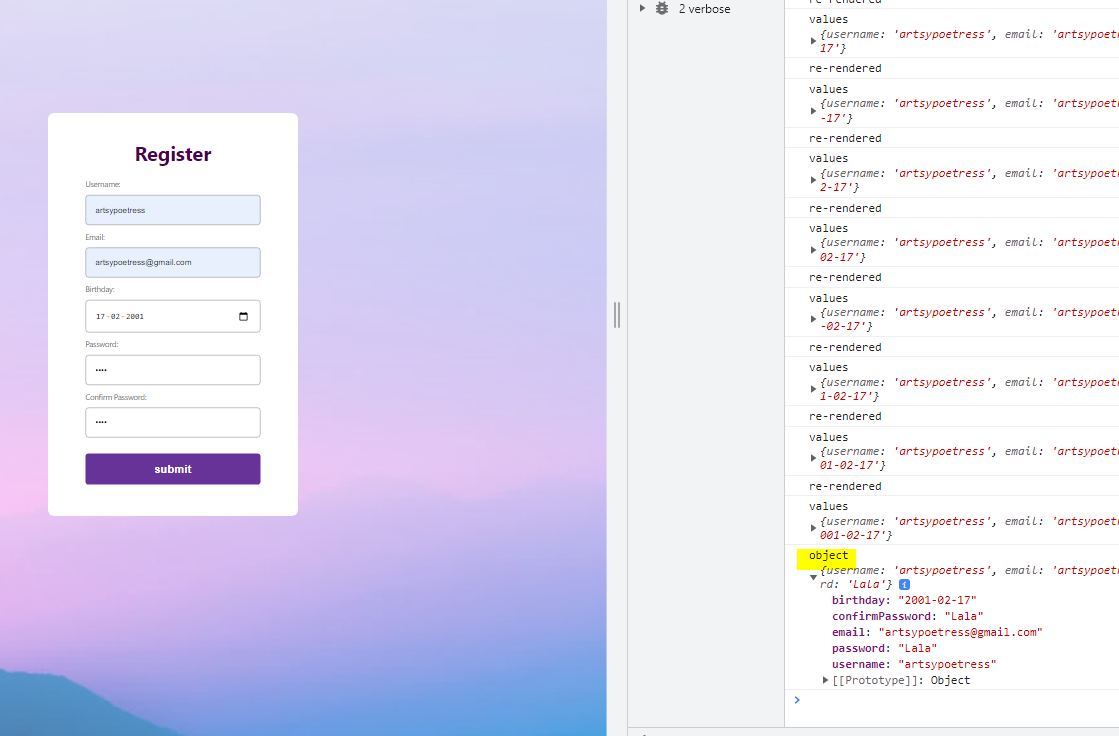 Register
Username:
artsypoetress
Email:
artsypoetress@gmail.com
Birthday:
17-02-2001
Password:
••••
Confirm Password:
••••
submit
2 verbose
re-rendered
values
{username: 'artsypoetress', email: 'artsypoet
17'}
re-rendered
values
{username: 'artsypoetress', email: 'artsypoet
-17'}
re-rendered
values
{username: 'artsypoetress', email: 'artsypoet
2-17'}
re-rendered
values
{username: 'artsypoetress', email: 'artsypoet
02-17'}
re-rendered
values
{username: 'artsypoetress', email: 'artsypoet
-02-17'}
re-rendered
values
{username: 'artsypoetress', email: 'artsypoet
1-02-17'}
re-rendered
values
{username: 'artsypoetress', email: 'artsypoet
01-02-17'}
re-rendered
values
{username: 'artsypoetress', email: 'artsypoet
001-02-17'}
object
{username: 'artsypoetress', email: 'artsypoet
rd: 'Lala'} i
birthday: "2001-02-17"
confirmPassword: "Lala"
email: "artsypoetress@gmail.com"
password: "Lala"
username: "artsypoetress"
[[Prototype]]: Object